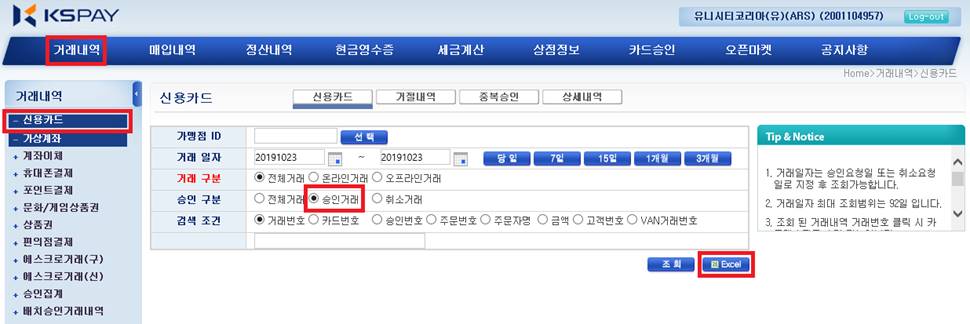 KSPAY
유니시티코리아(유)(ARS) (2001104957) Log-out
거래내역 매입내역 정산내역 현금영수증 세금계산 상점정보 카드승인 오픈마켓 공지사항
Home>거래내역>신용카드
거래내역
- 신용카드
- 가상계좌
+ 계좌이체
+ 휴대폰결제
+ 포인트결제
+ 문화/게임상품권
+ 상품권
+ 편의점결제
+ 에스크로거래(구)
+ 에스크로거래(신)
+ 승인집계
+ 배치승인거래내역
신용카드 신용카드 거절내역 중복승인 상세내역
가맹점 ID 선 택
거래 일자 20191023 ~ 20191023 당 일 7일 15일 1개월 3개월
거래 구분 전체거래 온라인거래 오프라인거래
승인 구분 전체거래 승인거래 취소거래
검색 조건 거래번호 카드번호 승인번호 주문번호 주문자명 금액 고객번호 VAN거래번호
조 회 Excel
Tip & Notice
1. 거래일자는 승인요청일 또는 취소요청
일로 지정 후 조회가능합니다.
2. 거래일자 최대 조회범위는 92일 입니다.
3. 조회 된 거래내역 거래번호 클릭 시 카